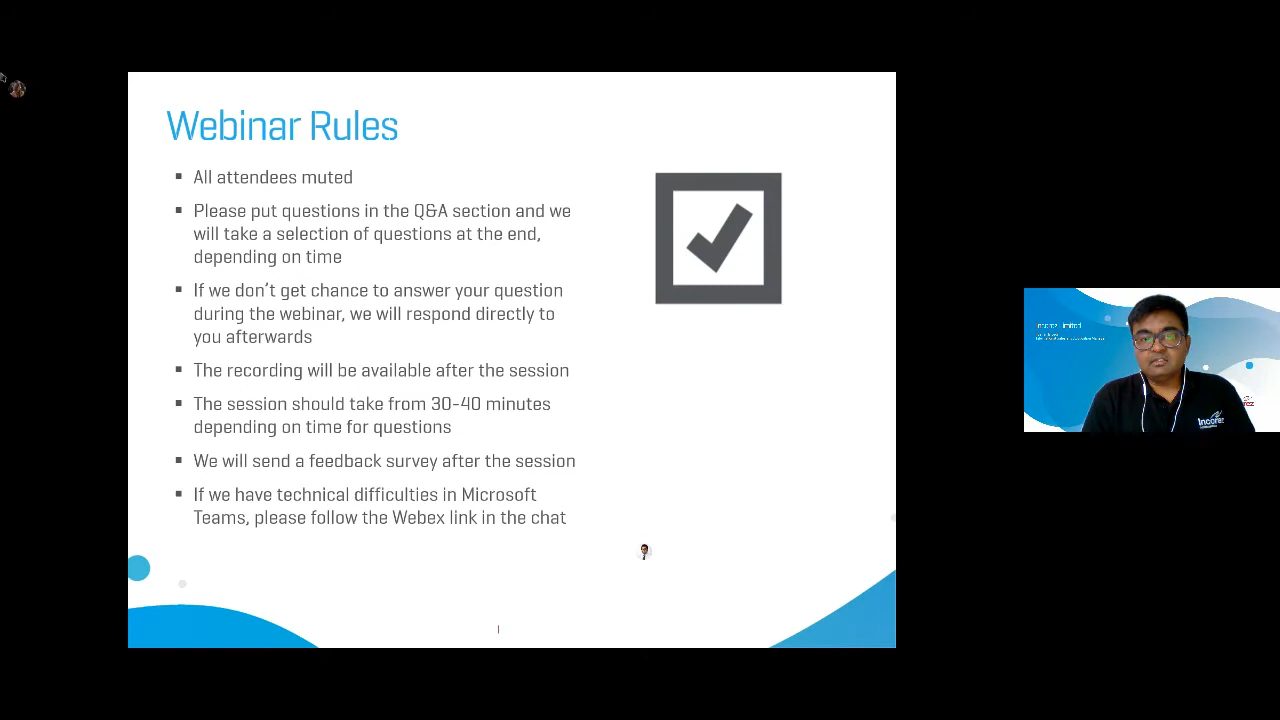 Webinar Rules
▪ All attendees muted
▪ Please put questions in the Q&A section and we
will take a selection of questions at the end,
depending on time
▪ If we don't get chance to answer your question
during the webinar, we will respond directly to
you afterwards
▪ The recording will be available after the session
▪ The session should take from 30-40 minutes
depending on time for questions
▪ We will send a feedback survey after the session
▪ If we have technical difficulties in Microsoft
Teams, please follow the Webex link in the chat
Incorez Limited
Incorez